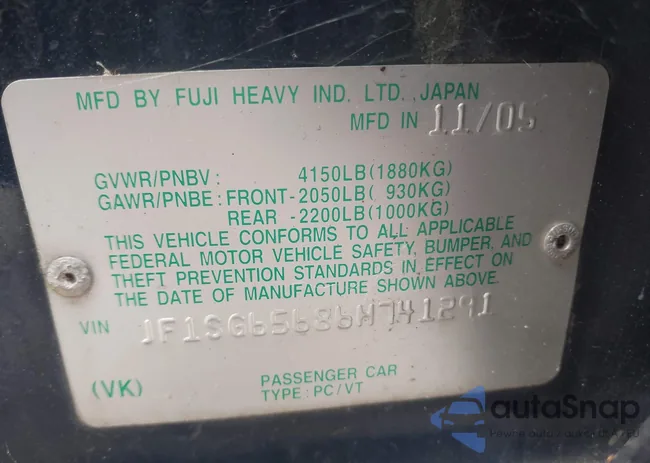 MFD BY FUJI HEAVY IND. LTD. JAPAN
MFD IN 11/05
GVWR/PNBV: 4150LB(1880KG)
GAWR/PNBE: FRONT-2050LB( 930KG)
REAR -2200LB(1000KG)
THIS VEHICLE CONFORMS TO ALL APPLICABLE
FEDERAL MOTOR VEHICLE SAFETY, BUMPER, AND
THEFT PREVENTION STANDARDS IN EFFECT ON
THE DATE OF MANUFACTURE SHOWN ABOVE.
VIN
(VK)
PASSENGER CAR
TYPE: PC/VT
autaSnap